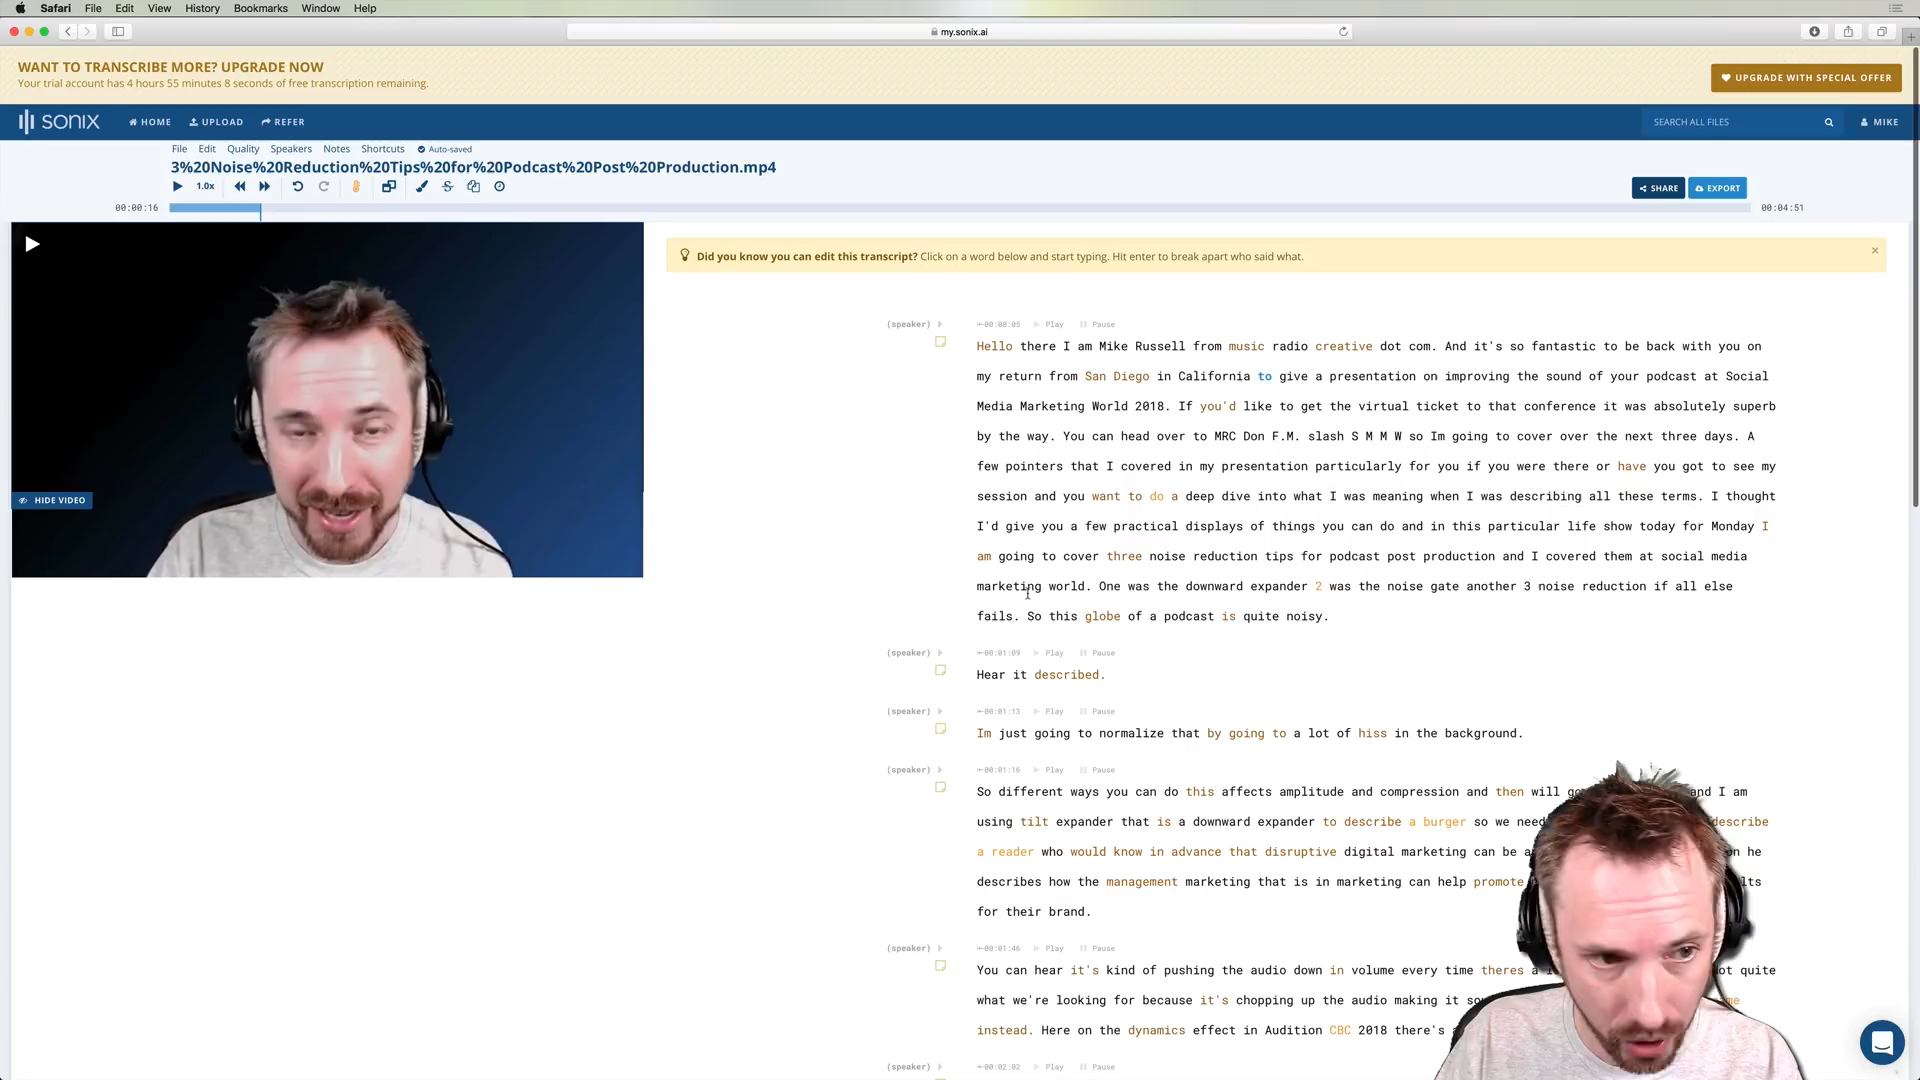 Safari File Edit View History Bookmarks Window Help
my.sonix.ai
WANT TO TRANSCRIBE MORE? UPGRADE NOW
Your trial account has 4 hours 55 minutes 8 seconds of free transcription remaining.
UPGRADE WITH SPECIAL OFFER
SONIX HOME UPLOAD REFER SEARCH ALL FILES MIKE
File Edit Quality Speakers Notes Shortcuts Auto-saved
3%20Noise%20Reduction%20Tips%20for%20Podcast%20Post%20Production.mp4
1.0x SHARE EXPORT
00:00:16 00:04:51
Did you know you can edit this transcript? Click on a word below and start typing. Hit enter to break apart who said what.
HIDE VIDEO
(speaker) 00:00:05 Play Pause
Hello there I am Mike Russell from music radio creative dot com. And it's so fantastic to be back with you on
my return from San Diego in California to give a presentation on improving the sound of your podcast at Social
Media Marketing World 2018. If you'd like to get the virtual ticket to that conference it was absolutely superb
by the way. You can head over to MRC Don F.M. slash S M M W so Im going to cover over the next three days. A
few pointers that I covered in my presentation particularly for you if you were there or have you got to see my
session and you want to do a deep dive into what I was meaning when I was describing all these terms. I thought
I'd give you a few practical displays of things you can do and in this particular life show today for Monday I
am going to cover three noise reduction tips for podcast post production and I covered them at social media
marketing world. One was the downward expander 2 was the noise gate another 3 noise reduction if all else
fails. So this globe of a podcast is quite noisy.
(speaker) 00:01:09 Play Pause
Hear it described.
(speaker) 00:01:13 Play Pause
Im just going to normalize that by going to a lot of hiss in the background.
(speaker) 00:01:16 Play Pause
So different ways you can do this affects amplitude and compression and then will and I am
using tilt expander that is a downward expander to describe a burger so we need describe
a reader who would know in advance that disruptive digital marketing can be he
describes how the management marketing that is in marketing can help promote
for their brand.
(speaker) 00:01:46 Play Pause
You can hear it's kind of pushing the audio down in volume every time theres a quite
what we're looking for because it's chopping up the audio making it
instead. Here on the dynamics effect in Audition CBC 2018 there's
(speaker) 00:02:02 Play Pause